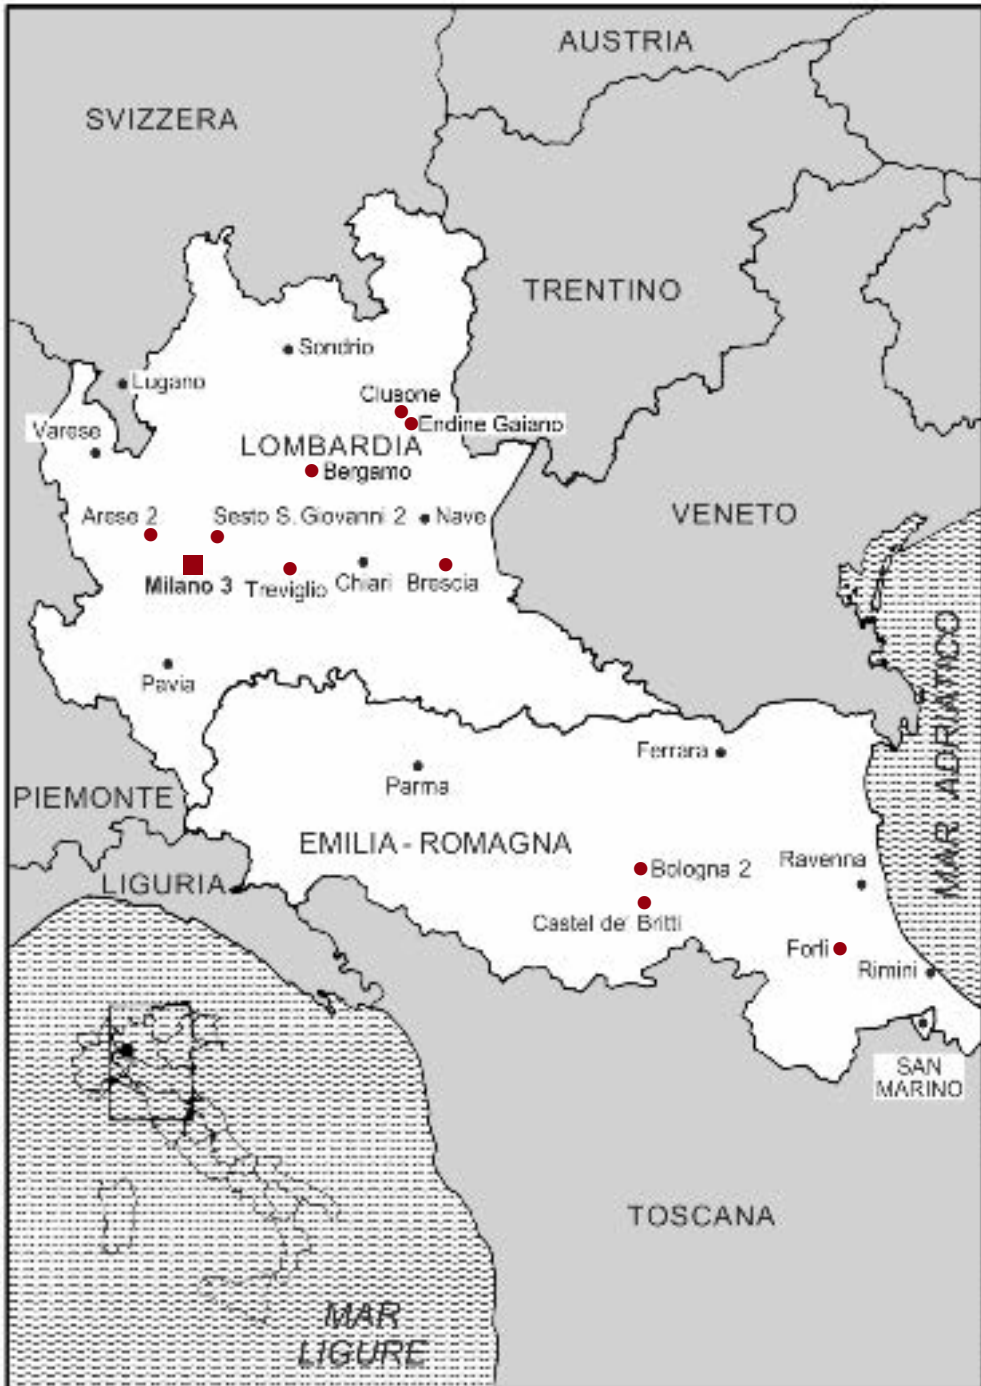 AUSTRIA
SVIZZERA
TRENTINO
Sondrio
Lugano
Clusone
Endine Gaiano
Varese
LOMBARDIA
Bergamo
Arese 2
Sesto S. Giovanni 2
Nave
VENETO
Milano 3
Treviglio
Chiari
Brescia
MAR ADRIATICO
Pavia
Ferrara
Parma
PIEMONTE
EMILIA - ROMAGNA
Bologna 2
Ravenna
LIGURIA
Castel de' Britti
Forlì
Rimini
SAN
MARINO
TOSCANA
MAR
LIGURE